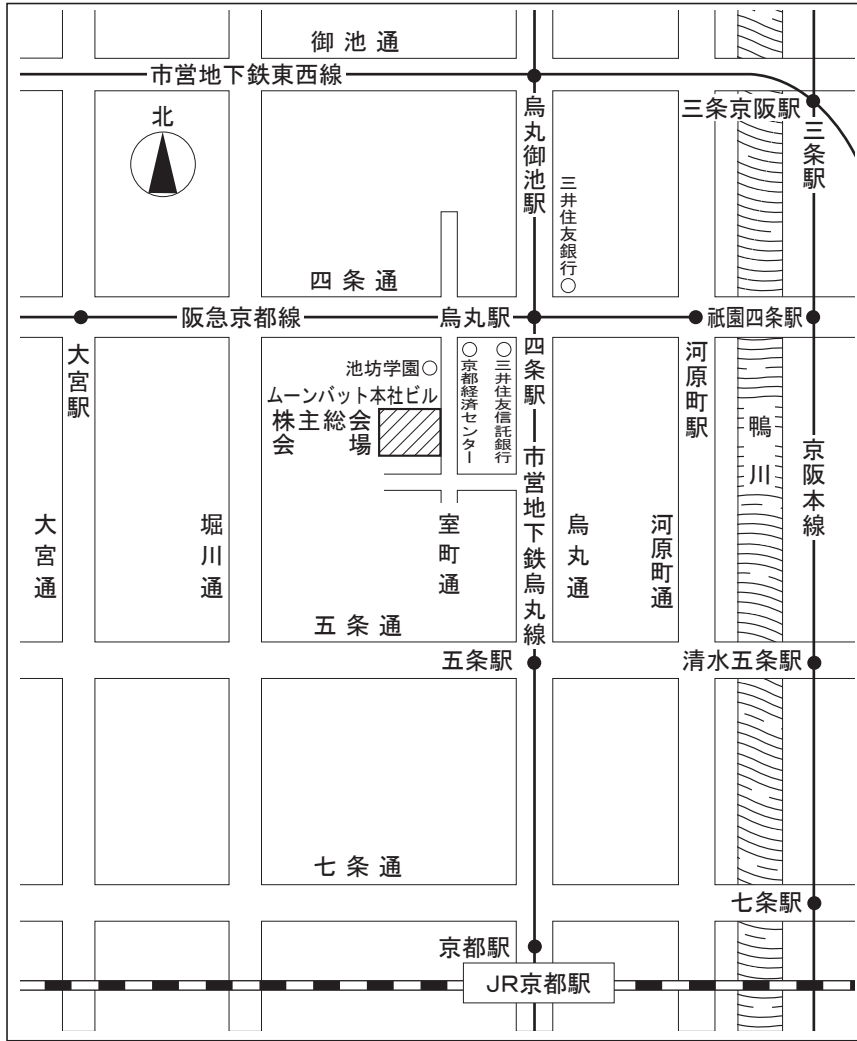 御池通
市営地下鉄東西線
北
烏丸御池駅
三条京阪駅
三条駅
三井住友銀行
四条通
阪急京都線
烏丸駅
祇園四条駅
大宮駅
池坊学園
ムーンバット本社ビル
株主総会
会場
京都経済センター
三井住友信託銀行
四条駅
河原町駅
鴨川
京阪本線
市営地下鉄烏丸線
大宮通
堀川通
室町通
烏丸通
河原町通
五条通
五条駅
清水五条駅
七条通
七条駅
京都駅
JR京都駅